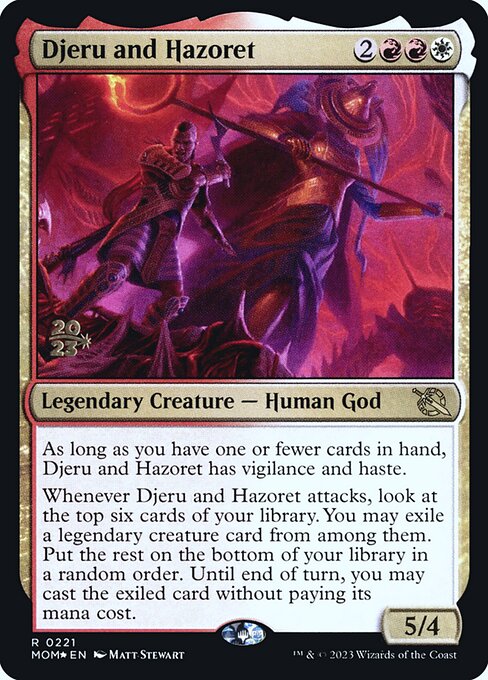 Djeru and Hazoret 2
20
23
Legendary Creature — Human God
As long as you have one or fewer cards in hand,
Djeru and Hazoret has vigilance and haste.
Whenever Djeru and Hazoret attacks, look at
the top six cards of your library. You may exile
a legendary creature card from among them.
Put the rest on the bottom of your library in
a random order. Until end of turn, you may
cast the exiled card without paying its
mana cost.
5/4
R 0221
MOM★EN Matt Stewart
™ & © 2023 Wizards of the Coast